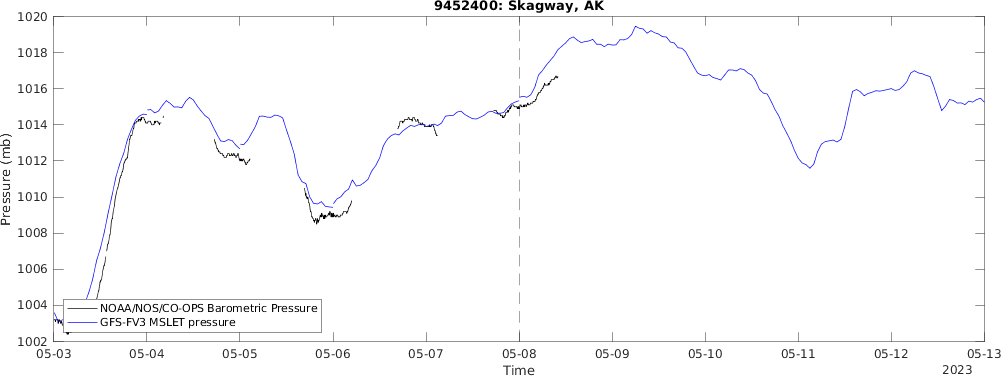 9452400: Skagway, AK
Pressure (mb)
1020
1018
1016
1014
1012
1010
1008
1006
1004
1002
NOAA/NOS/CO-OPS Barometric Pressure
GFS-FV3 MSLET pressure
05-03 05-04 05-05 05-06 05-07 05-08 05-09 05-10 05-11 05-12 05-13
Time
2023